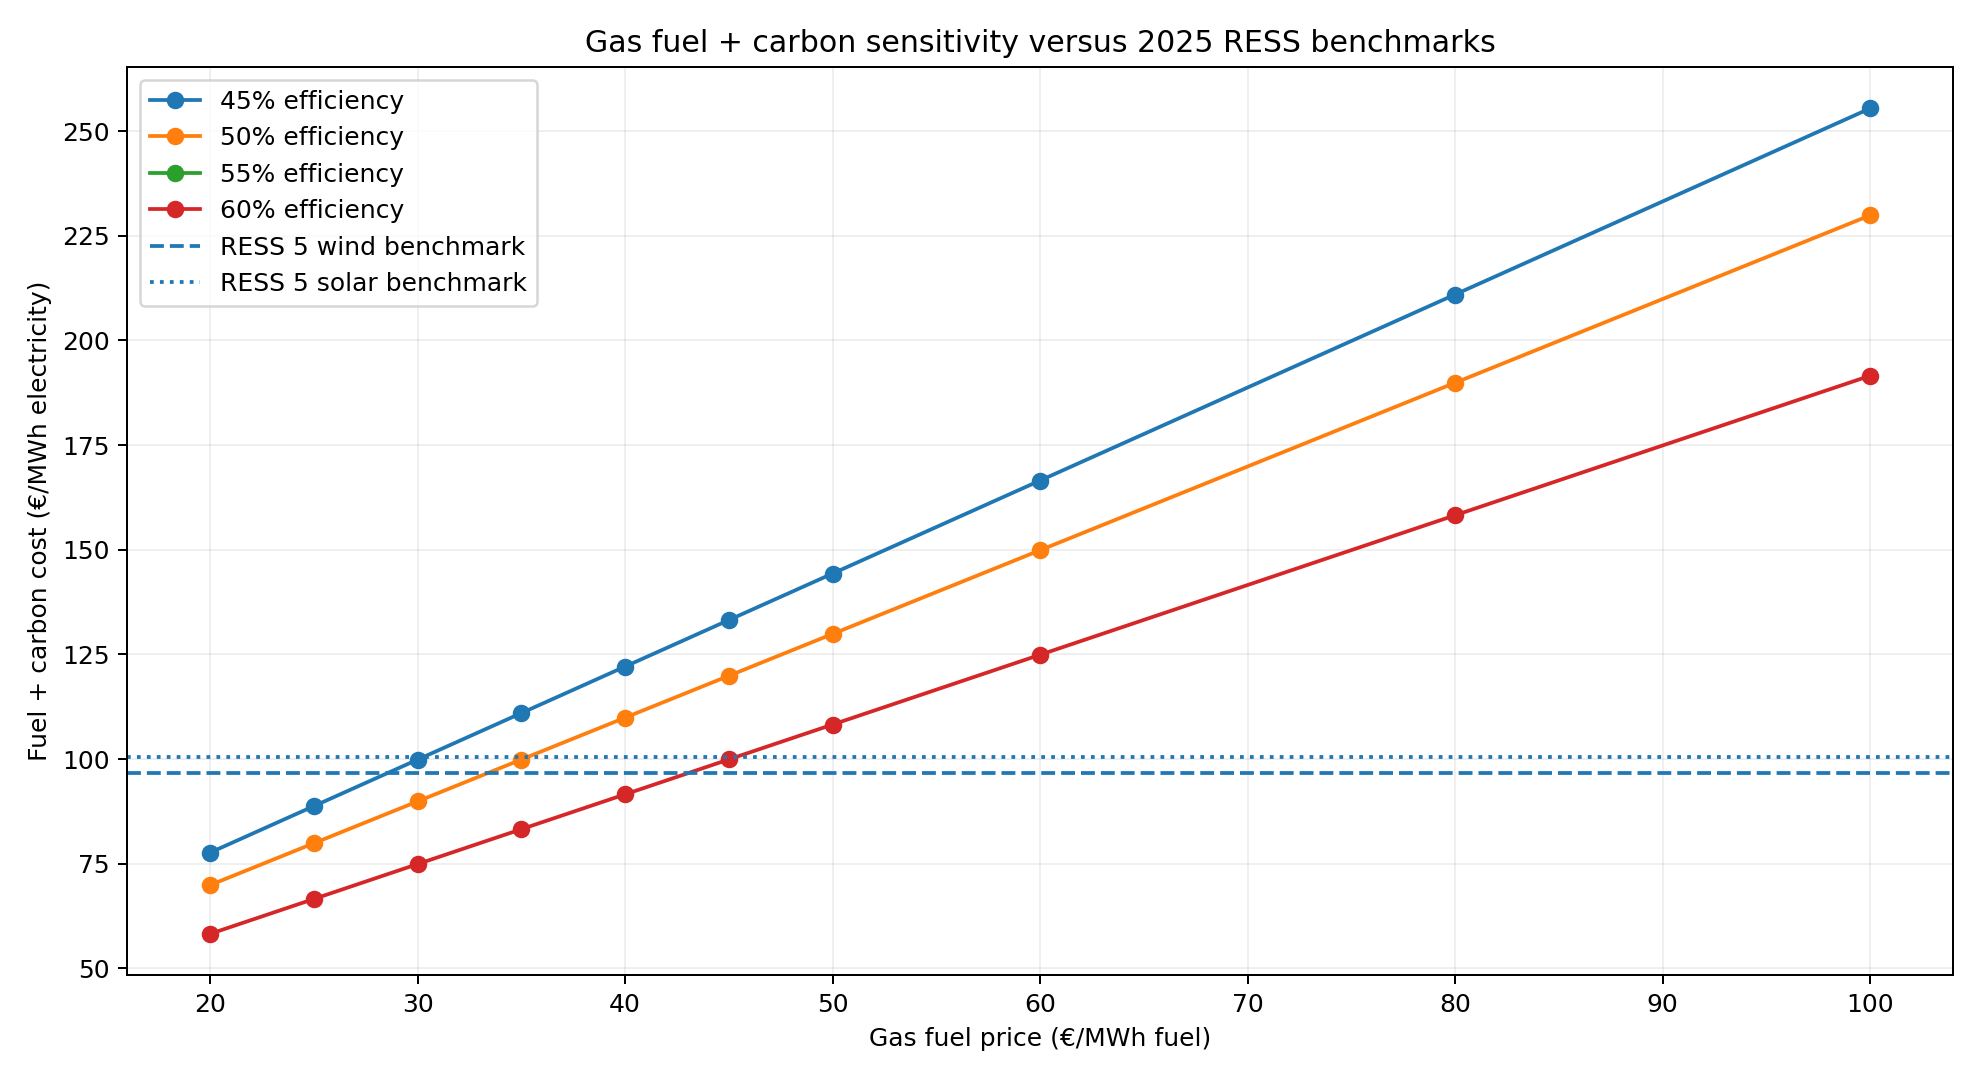 Gas fuel + carbon sensitivity versus 2025 RESS benchmarks
45% efficiency
50% efficiency
55% efficiency
60% efficiency
RESS 5 wind benchmark
RESS 5 solar benchmark
Fuel + carbon cost (€/MWh electricity)
250
225
200
175
150
125
100
75
50
20 30 40 50 60 70 80 90 100
Gas fuel price (€/MWh fuel)